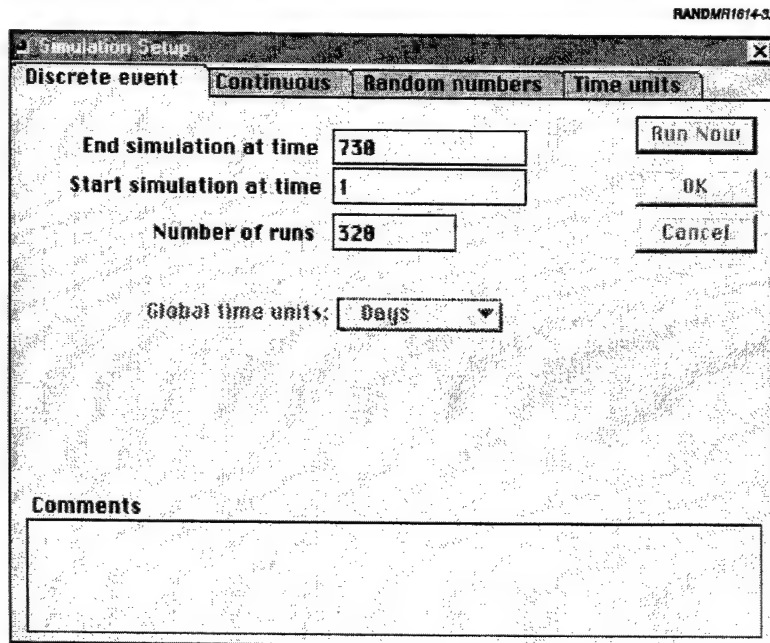 RANDMR1614-3.
Simulation Setup
Discrete event
Continuous
Random numbers
Time units
End simulation at time 730
Start simulation at time 1
Number of runs 320
Global time units: Days
Run Now
OK
Cancel
Comments